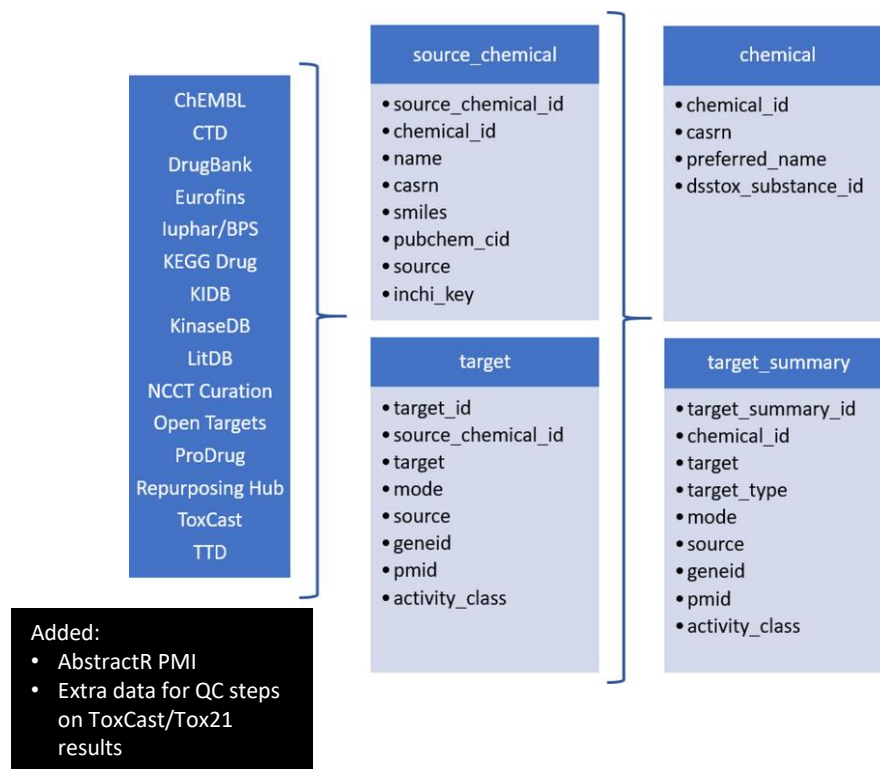 ChEMBL
CTD
DrugBank
Eurofins
Iuphar/BPS
KEGG Drug
KIDB
KinaseDB
LitDB
NCCT Curation
Open Targets
ProDrug
Repurposing Hub
ToxCast
TTD
source_chemical
• source_chemical_id
• chemical_id
• name
• casrn
• smiles
• pubchem_cid
• source
• inchi_key
target
• target_id
• source_chemical_id
• target
• mode
• source
• geneid
• pmid
• activity_class
chemical
• chemical_id
• casrn
• preferred_name
• dsstox_substance_id
target_summary
• target_summary_id
• chemical_id
• target
• target_type
• mode
• source
• geneid
• pmid
• activity_class
Added:
• AbstractR PMI
• Extra data for QC steps
on ToxCast/Tox21
results